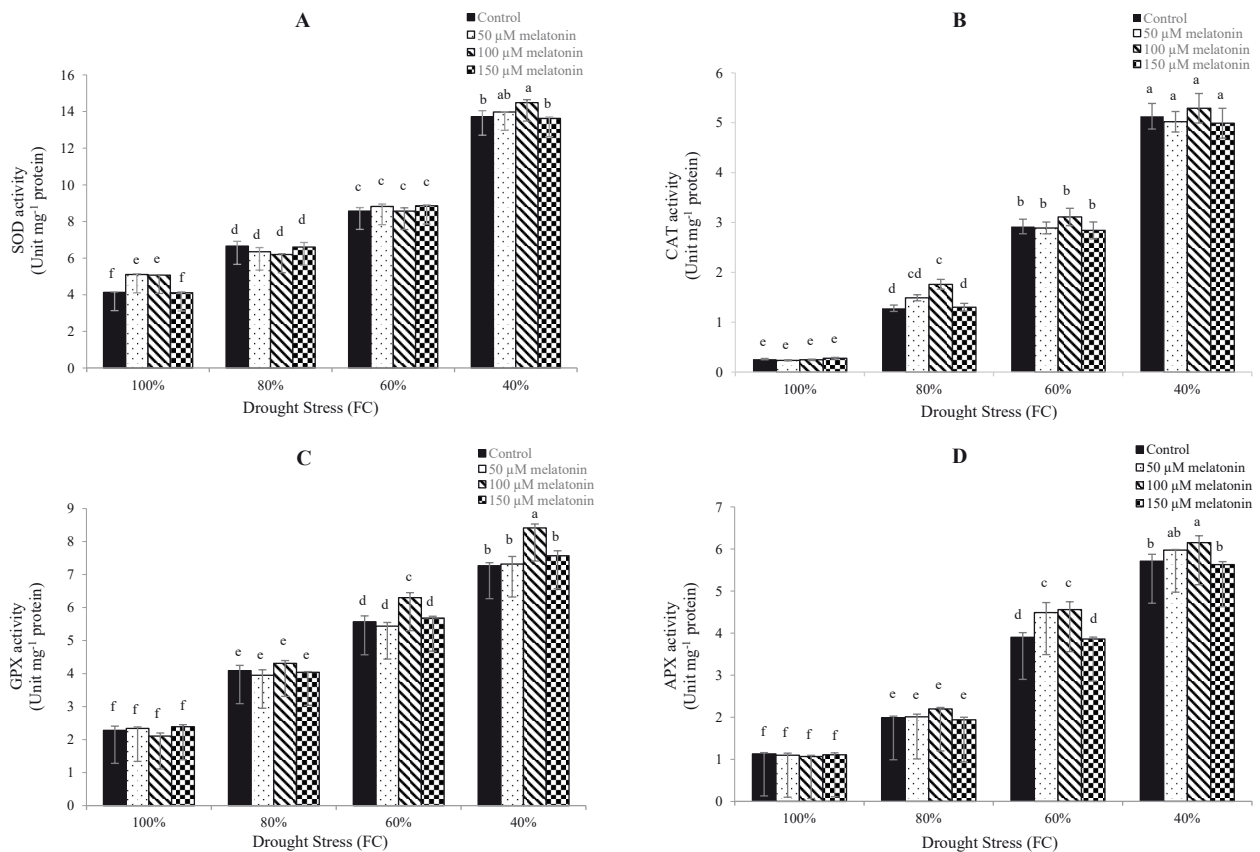 A
Control
50 µM melatonin
100 µM melatonin
150 µM melatonin
SOD activity
(Unit mg⁻¹ protein)
16
14
12
10
8
6
4
2
0
f e e f
d d d d
c c c c
b ab a b
100% 80% 60% 40%
Drought Stress (FC)
B
Control
50 µM melatonin
100 µM melatonin
150 µM melatonin
CAT activity
(Unit mg⁻¹ protein)
6
5
4
3
2
1
0
e e e e
d cd c d
b b b b
a a a a
100% 80% 60% 40%
Drought Stress (FC)
C
Control
50 µM melatonin
100 µM melatonin
150 µM melatonin
GPX activity
(Unit mg⁻¹ protein)
9
8
7
6
5
4
3
2
1
0
f f f f
e e e e
d d c d
b b a b
100% 80% 60% 40%
Drought Stress (FC)
D
Control
50 µM melatonin
100 µM melatonin
150 µM melatonin
APX activity
(Unit mg⁻¹ protein)
7
6
5
4
3
2
1
0
f f f f
e e e e
d c c d
b ab a b
100% 80% 60% 40%
Drought Stress (FC)